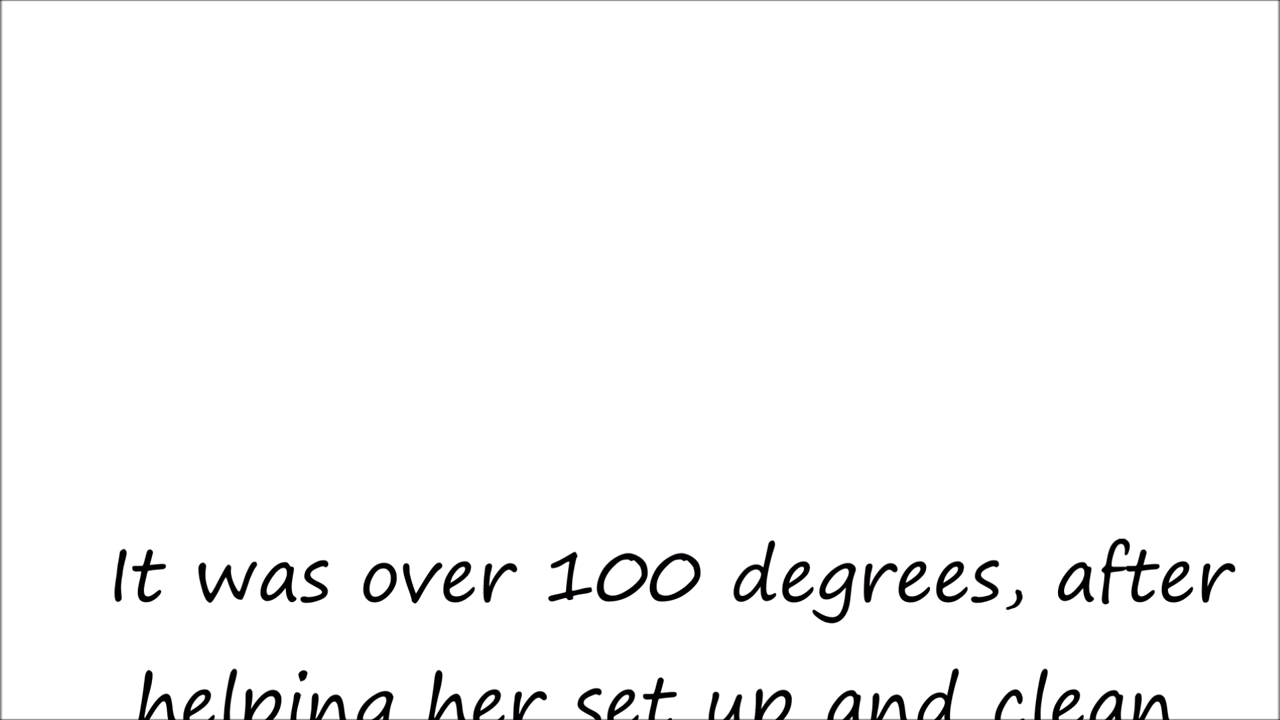 It was over 100 degrees, after
helping her set up and clean